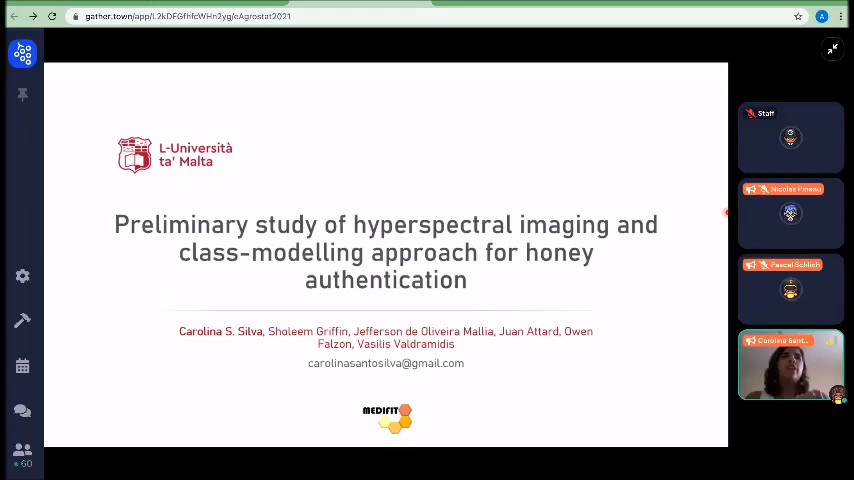 gather.town/app/L2kDFGfhfcWHn2yg/eAgrostat2021
A
Staff
L-Università
ta' Malta
Nicolas Pineau
Preliminary study of hyperspectral imaging and
class-modelling approach for honey
authentication
Pascal Schlich
Carolina S. Silva, Sholeem Griffin, Jefferson de Oliveira Mallia, Juan Attard, Owen
Falzon, Vasilis Valdramidis
Carolina Sant...
carolinasantosilva@gmail.com
MEDIFIT
60